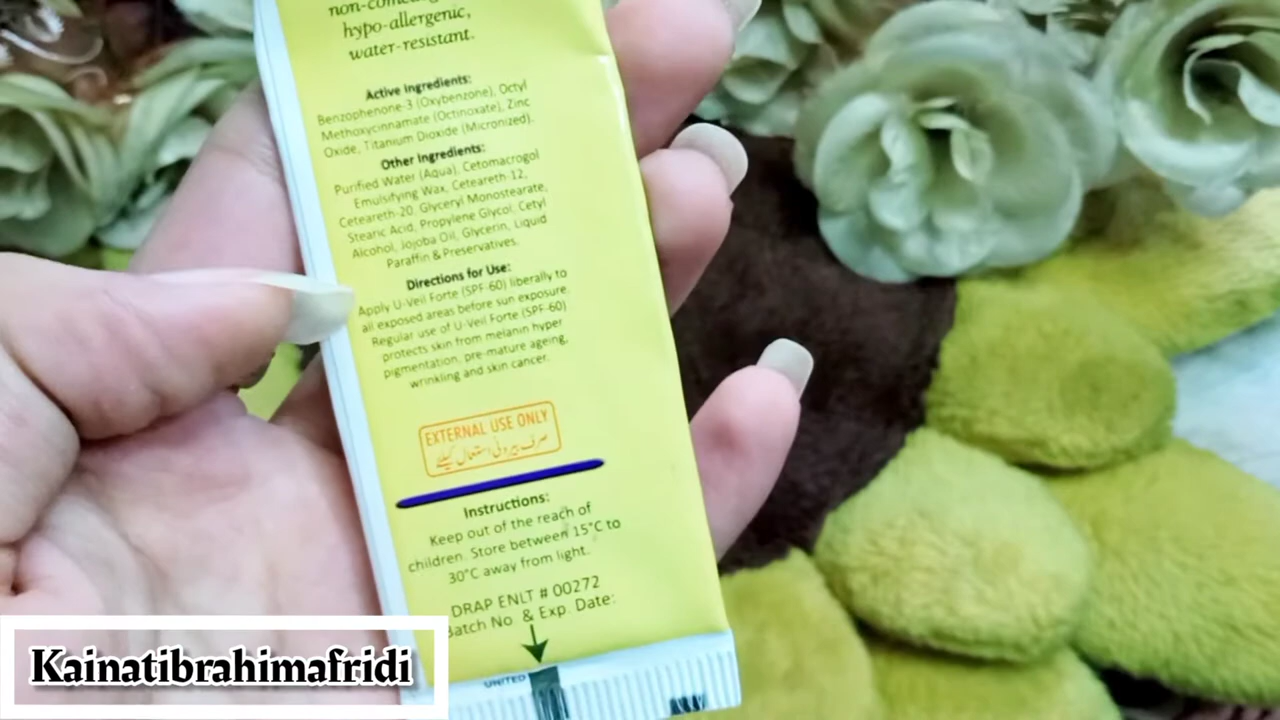 hypo-allergenic,
water-resistant.
Active Ingredients:
Benzophenone-3 (Oxybenzone), Octyl
Methoxycinnamate (Octinoxate), Zinc
Oxide, Titanium Dioxide (Micronized).
Other Ingredients:
Purified Water (Aqua), Cetomacrogol
Emulsifying Wax, Ceteareth-12,
Ceteareth-20, Glyceryl Monostearate,
Stearic Acid, Propylene Glycol, Cetyl
Alcohol, Jojoba Oil, Glycerin, Liquid
Paraffin & Preservatives.
Directions for Use:
Apply U-Veil Forte (SPF-60) liberally to
all exposed areas before sun exposure.
Regular use of U-Veil Forte (SPF-60)
protects skin from melanin hyper
pigmentation, pre-mature ageing,
wrinkling and skin cancer.
EXTERNAL USE ONLY
صرف بیرونی استعمال کیلئے
Instructions:
Keep out of the reach of
children. Store between 15°C to
30°C away from light.
DRAP ENLT # 00272
Batch No & Exp. Date:
UNITED
Kainatibrahimafridi